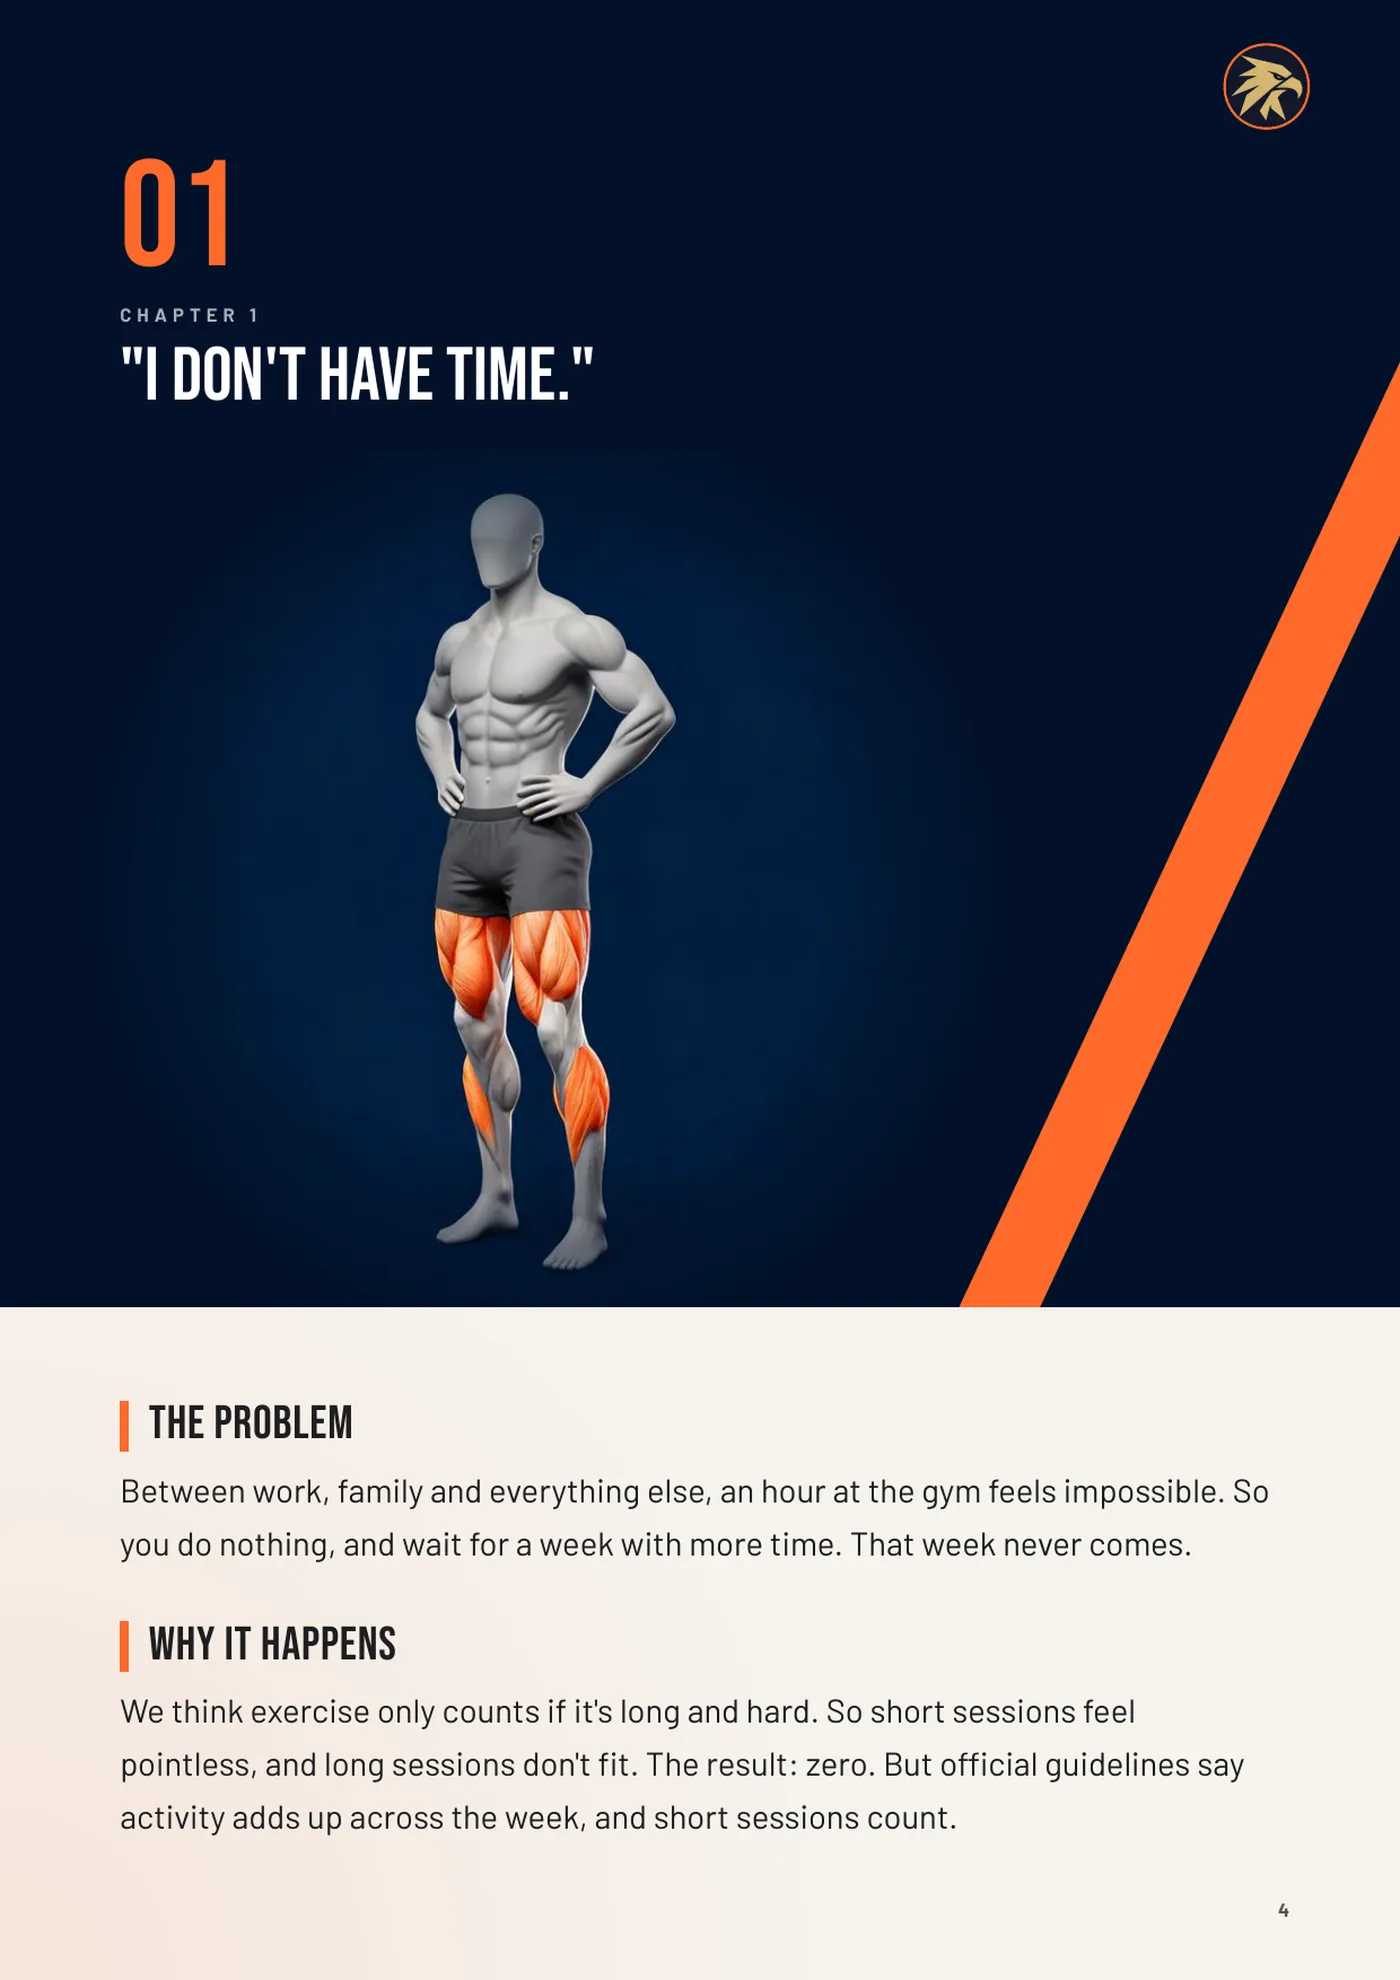 01
CHAPTER 1
"I DON'T HAVE TIME."
THE PROBLEM
Between work, family and everything else, an hour at the gym feels impossible. So
you do nothing, and wait for a week with more time. That week never comes.
WHY IT HAPPENS
We think exercise only counts if it's long and hard. So short sessions feel
pointless, and long sessions don't fit. The result: zero. But official guidelines say
activity adds up across the week, and short sessions count.
4